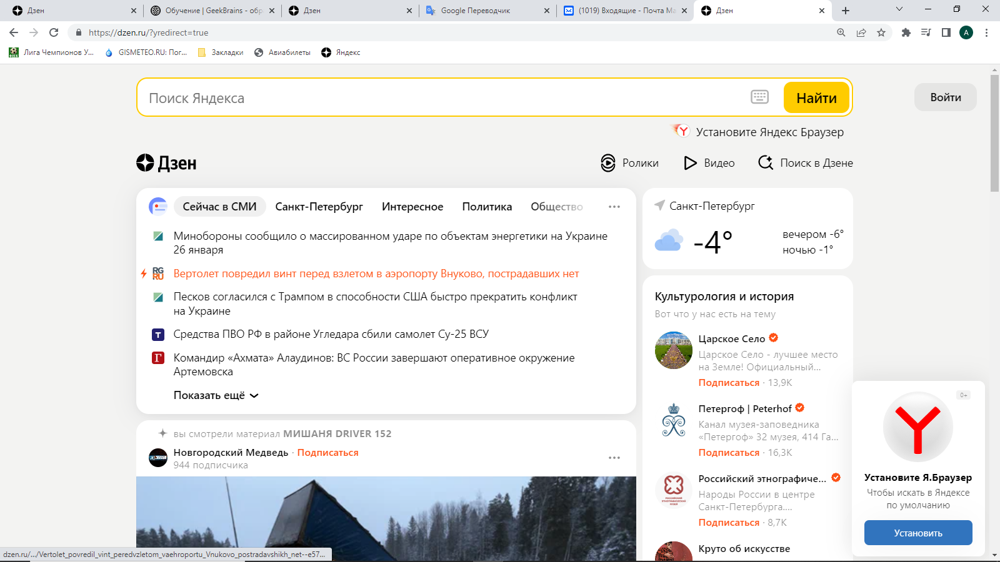 Дзен
Обучение | GeekBrains - обр
Дзен
Google Переводчик
(1019) Входящие - Почта Ма
Дзен
https://dzen.ru/?yredirect=true
A
Лига Чемпионов У...
GISMETEO.RU: Пог...
Закладки
Авиабилеты
Яндекс
Поиск Яндекса
Найти
Войти
Установите Яндекс Браузер
Дзен
Ролики
Видео
Поиск в Дзене
Сейчас в СМИ
Санкт-Петербург
Интересное
Политика
Общество
Минобороны сообщило о массированном ударе по объектам энергетики на Украине
26 января
RG
RU
Вертолет повредил винт перед взлетом в аэропорту Внуково, пострадавших нет
Песков согласился с Трампом в способности США быстро прекратить конфликт
на Украине
Т
Средства ПВО РФ в районе Угледара сбили самолет Су-25 ВСУ
Г
Командир «Ахмата» Алаудинов: ВС России завершают оперативное окружение
Артемовска
Показать ещё
вы смотрели материал МИШАНЯ DRIVER 152
Новгородский Медведь · Подписаться
944 подписчика
Санкт-Петербург
-4°
вечером -6°
ночью -1°
Культурология и история
Вот что у нас есть на тему
Царское Село
Царское Село - лучшее место
на Земле! Официальный...
Подписаться · 13,9K
Петергоф | Peterhof
Канал музея-заповедника
«Петергоф» 32 музея, 414 Га...
Подписаться · 16,3K
Российский этнографиче...
Народы России в центре
Санкт-Петербурга....
Подписаться · 8,7K
Круто об искусстве
0+
Y
Установите Я.Браузер
Чтобы искать в Яндексе
по умолчанию
Установить
dzen.ru/.../Vertolet_povredil_vint_peredvzletom_vaehroportu_Vnukovo_postradavshikh_net--e57...